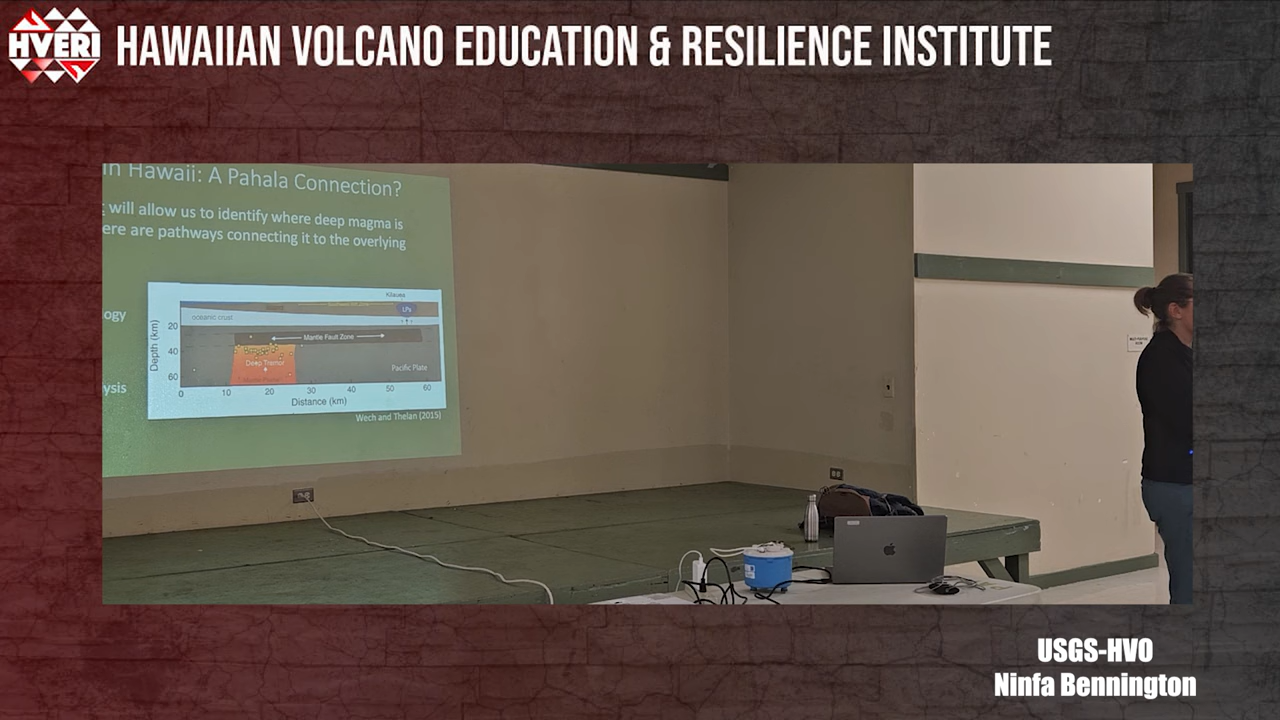 HVERI
HAWAIIAN VOLCANO EDUCATION & RESILIENCE INSTITUTE
in Hawaii: A Pahala Connection?
will allow us to identify where deep magma is
ere are pathways connecting it to the overlying
ogy
ysis
Kilauea
LPs
oceanic crust
Mantle Fault Zone
Deep Tremor
Pacific Plate
Depth (km)
20
40
60
0 10 20 30 40 50 60
Distance (km)
Wech and Thelan (2015)
USGS-HVO
Ninfa Bennington